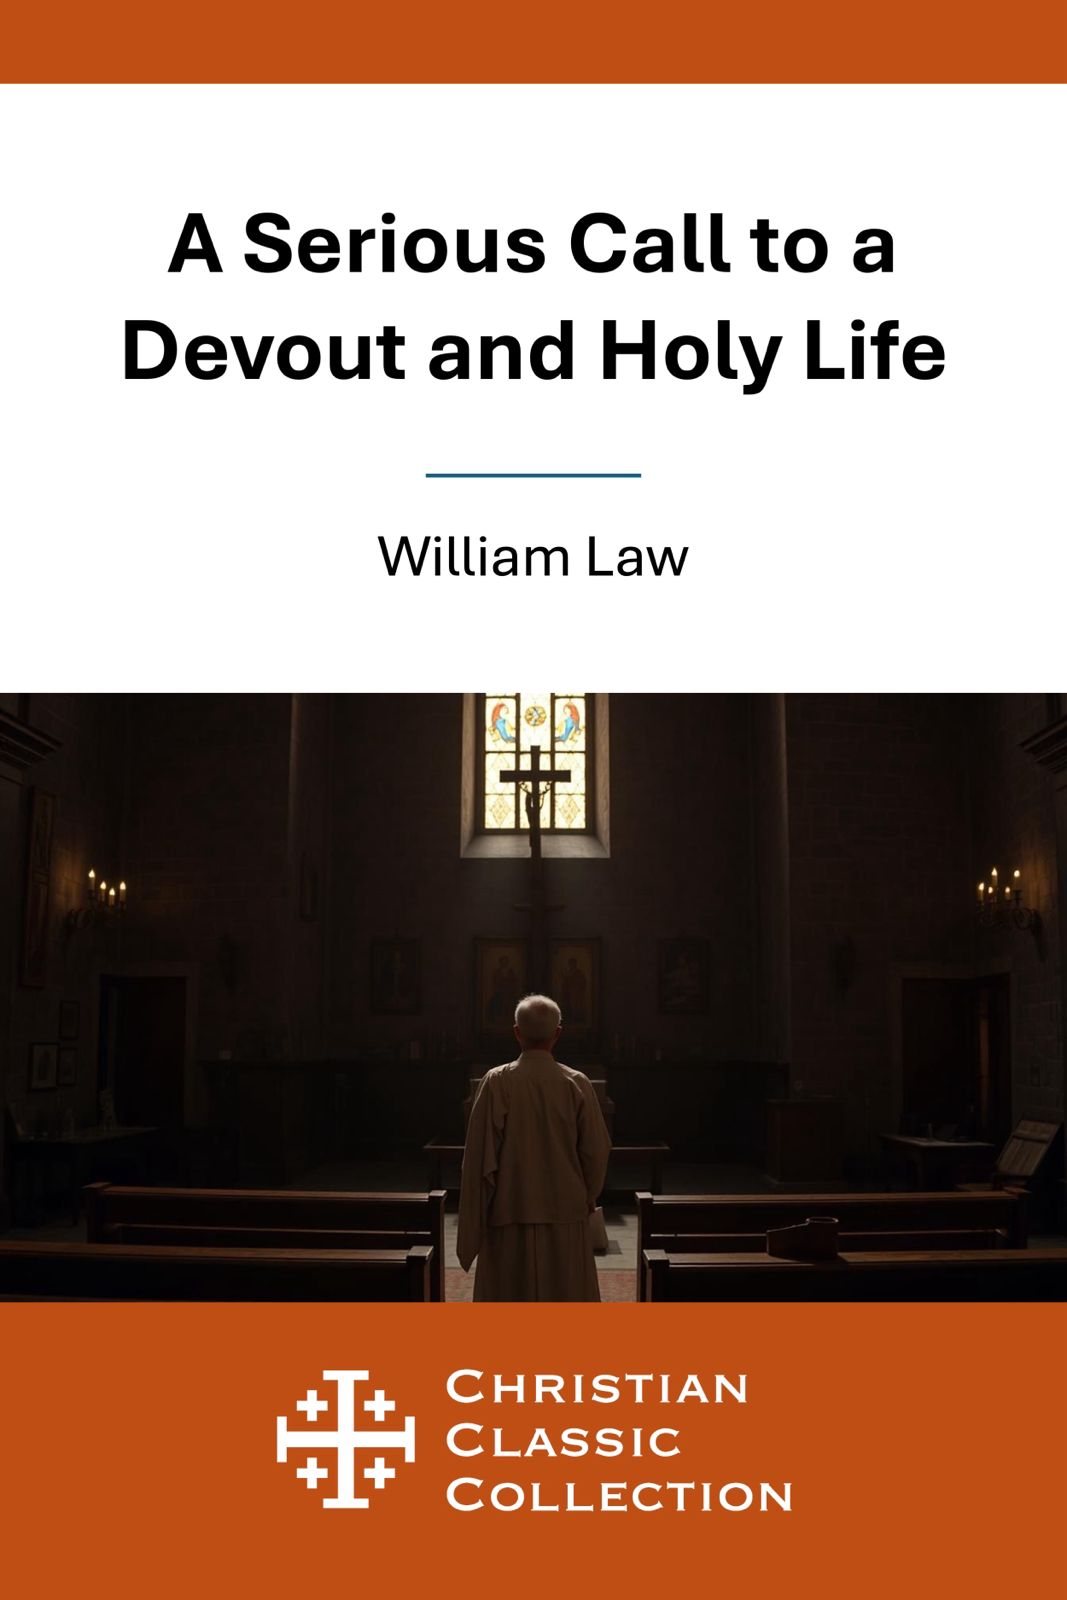 A Serious Call to a
Devout and Holy Life
William Law
Christian
Classic
Collection